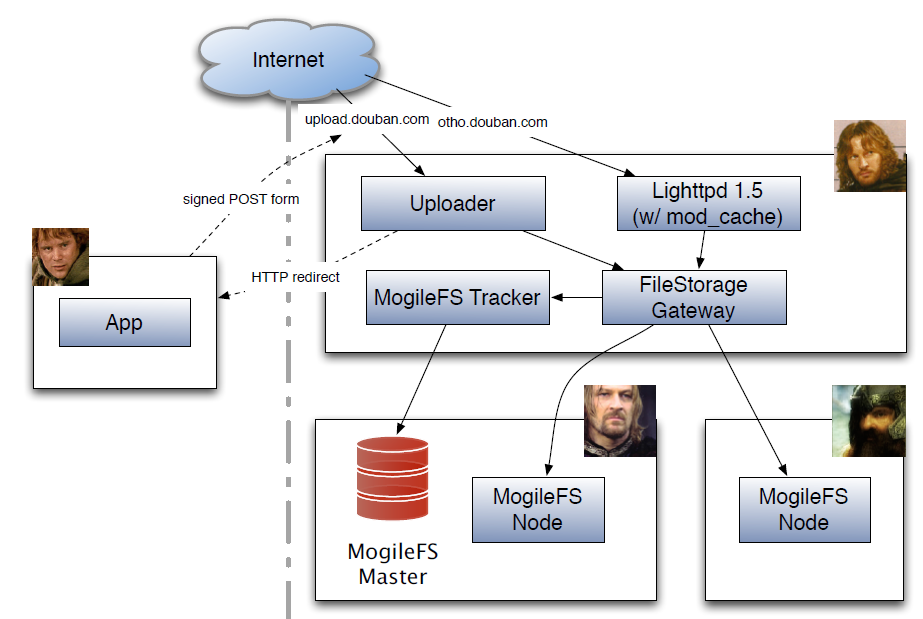 Internet
upload.douban.com
otho.douban.com
signed POST form
Uploader
Lighttpd 1.5
(w/ mod_cache)
HTTP redirect
MogileFS Tracker
FileStorage
Gateway
App
MogileFS
Node
MogileFS
Node
MogileFS
Master